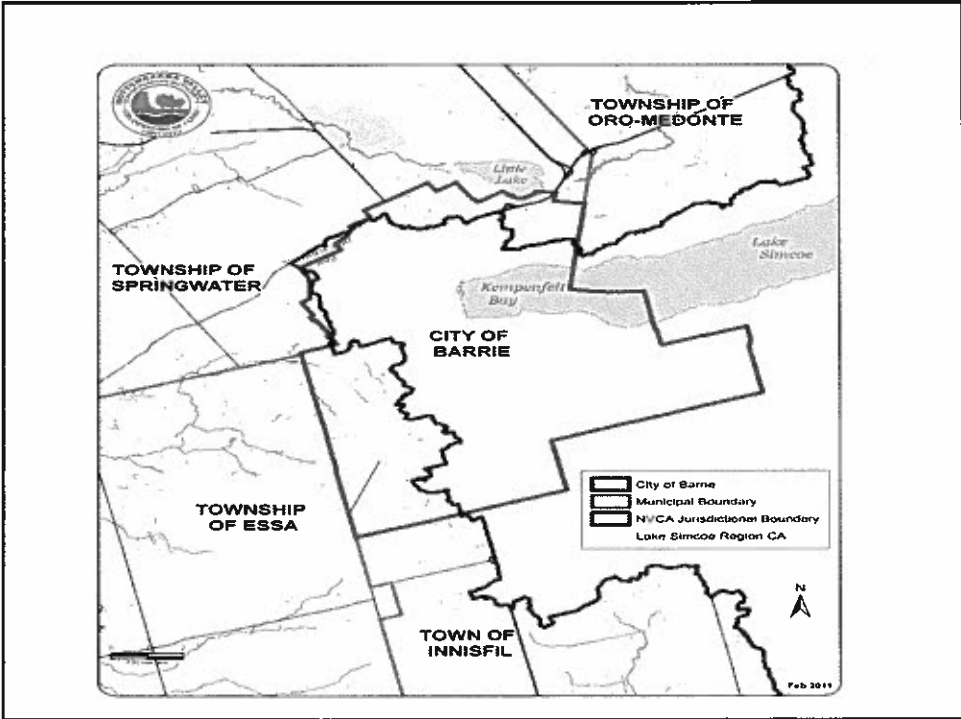 TOWNSHIP OF
ORO-MEDONTE
Little
Lake
Lake
Simcoe
TOWNSHIP OF
SPRINGWATER
Kempenfelt
Bay
CITY OF
BARRIE
City of Barrie
Municipal Boundary
NVCA Jurisdictional Boundary
Lake Simcoe Region CA
TOWNSHIP
OF ESSA
N
TOWN OF
INNISFIL
Feb 2011